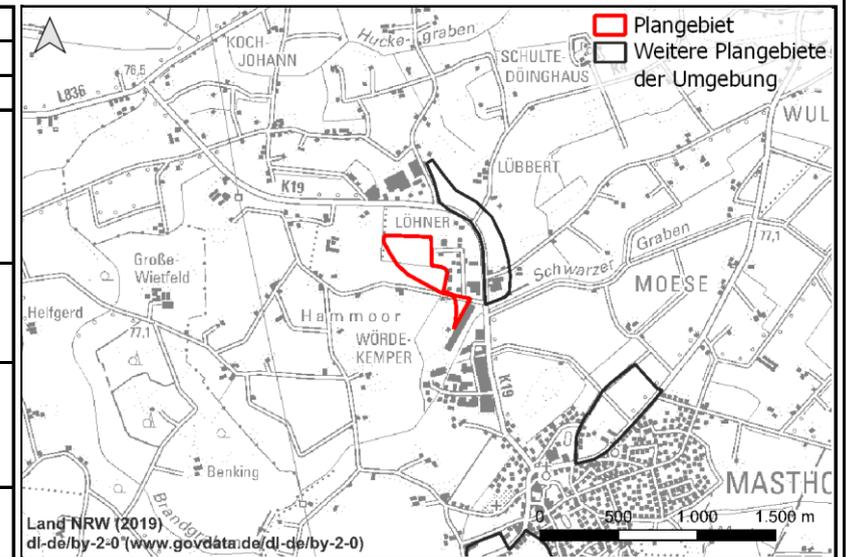 Plangebiet
Weitere Plangebiete
der Umgebung
KOCH-
JOHANN
Hucke- graben
SCHULTE-
DÖINGHAUS
76,5
L836
WUL
LÜBBERT
K19
LÖHNER
Graben
77,1
Schwarzer
Große-
Wietfeld
MOESE
Helfgerd
Hammoor
77,1
WÖRDE-
KEMPER
K19
Benking
MASTHO
Brandgr
0 500 1.000 1.500 m
Land NRW (2019)
dl-de/by-2-0 (www.govdata.de/dl-de/by-2-0)